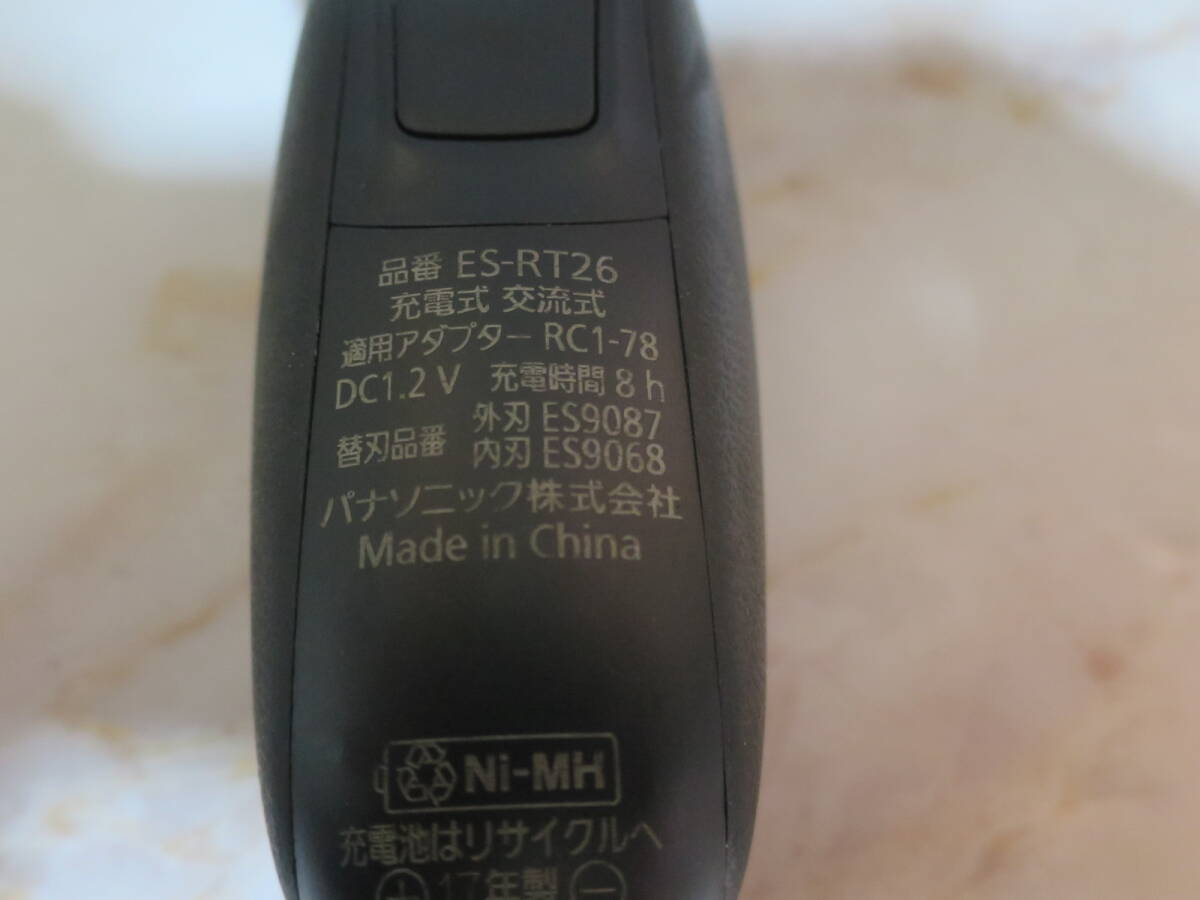 品番 ES-RT26
充電式 交流式
適用アダプター RC1-78
DC1.2 V 充電時間 8 h
替刃品番 外刃 ES9087
内刃 ES9068
パナソニック株式会社
Made in China
Ni-MH
充電池はリサイクルへ
+ 17年製 −